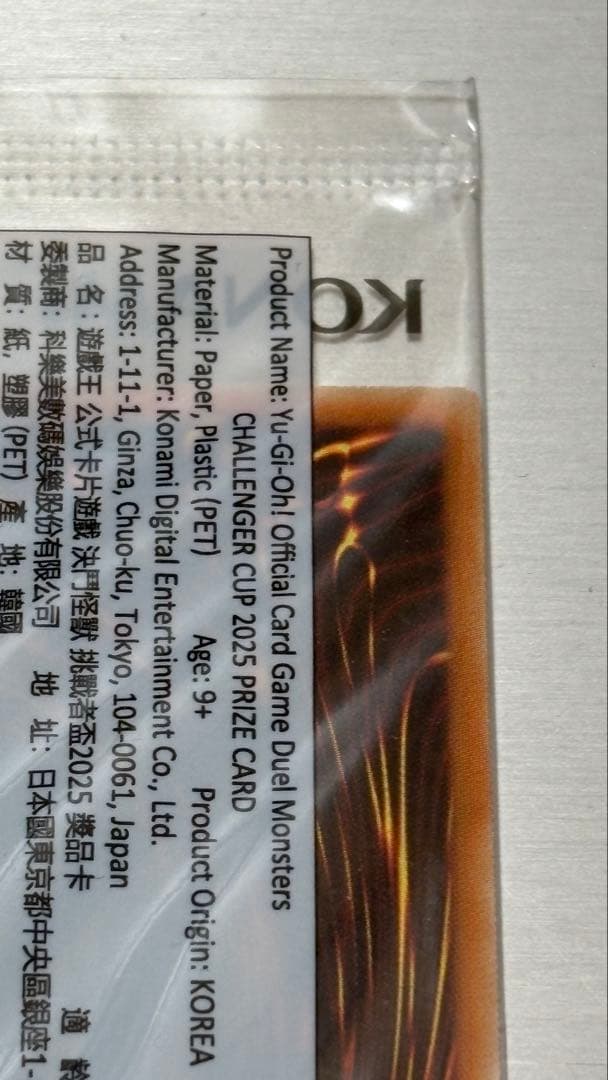 KO
Product Name: Yu-Gi-Oh! Official Card Game Duel Monsters
CHALLENGER CUP 2025 PRIZE CARD
Material: Paper, Plastic (PET) Age: 9+ Product Origin: KOREA
Manufacturer: Konami Digital Entertainment Co., Ltd.
Address: 1-11-1, Ginza, Chuo-ku, Tokyo, 104-0061, Japan
品 名：遊戲王 公式卡片遊戲 決鬥怪獸 挑戰者盃2025 獎品卡 適 齡
委製商：科樂美數碼娛樂股份有限公司 地 址：日本國東京都中央區銀座1-
材 質：紙, 塑膠 (PET) 產 地：韓國